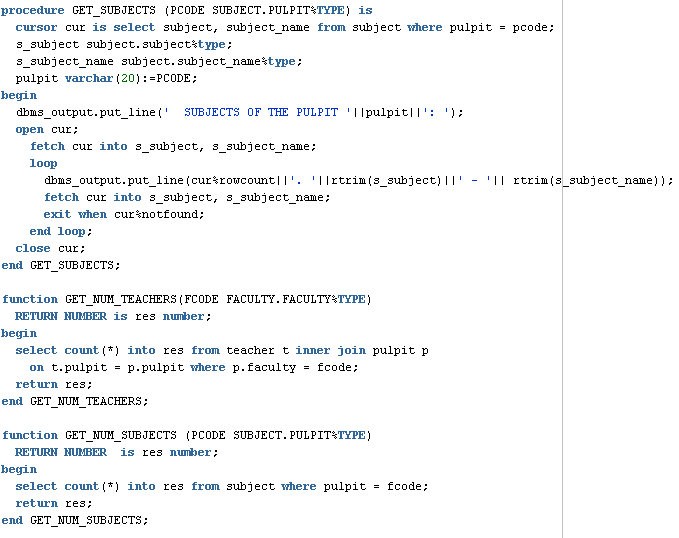 procedure GET_SUBJECTS (PCODE SUBJECT.PULPIT%TYPE) is
  cursor cur is select subject, subject_name from subject where pulpit = pcode;
  s_subject subject.subject%type;
  s_subject_name subject.subject_name%type;
  pulpit varchar(20):=PCODE;
begin
  dbms_output.put_line('  SUBJECTS OF THE PULPIT '||pulpit||': ');
  open cur;
    fetch cur into s_subject, s_subject_name;
    loop
      dbms_output.put_line(cur%rowcount||'. '||rtrim(s_subject)||' - '|| rtrim(s_subject_name));
      fetch cur into s_subject, s_subject_name;
      exit when cur%notfound;
    end loop;
  close cur;
end GET_SUBJECTS;

function GET_NUM_TEACHERS(FCODE FACULTY.FACULTY%TYPE)
  RETURN NUMBER is res number;
begin
  select count(*) into res from teacher t inner join pulpit p
    on t.pulpit = p.pulpit where p.faculty = fcode;
  return res;
end GET_NUM_TEACHERS;

function GET_NUM_SUBJECTS (PCODE SUBJECT.PULPIT%TYPE)
  RETURN NUMBER  is res number;
begin
  select count(*) into res from subject where pulpit = fcode;
  return res;
end GET_NUM_SUBJECTS;